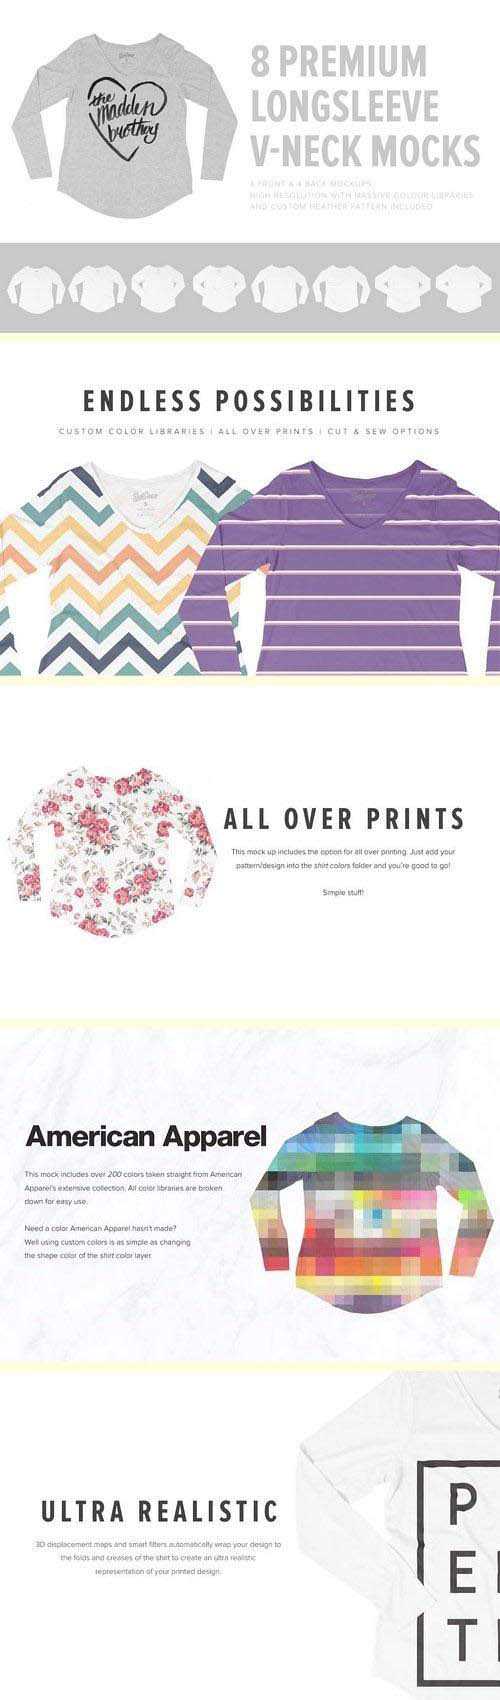 the
madden
brothers
8 PREMIUM
LONGSLEEVE
V-NECK MOCKS
4 FRONT & 4 BACK MOCKUPS
HIGH RESOLUTION WITH MASSIVE COLOUR LIBRARIES
AND CUSTOM HEATHER PATTERN INCLUDED
ENDLESS POSSIBILITIES
CUSTOM COLOR LIBRARIES | ALL OVER PRINTS | CUT & SEW OPTIONS
ALL OVER PRINTS
This mock up includes the option for all over printing. Just add your
pattern/design into the shirt colors folder and you're good to go!
Simple stuff!
American Apparel
This mock includes over 200 colors taken straight from American
Apparel's extensive collection. All color libraries are broken
down for easy use.
Need a color American Apparel hasn't made?
Well using custom colors is as simple as changing
the shape color of the shirt color layer.
ULTRA REALISTIC
3D displacement maps and smart filters automatically wrap your design to
the folds and creases of the shirt to create an ultra realistic
representation of your printed design.
P
E
T